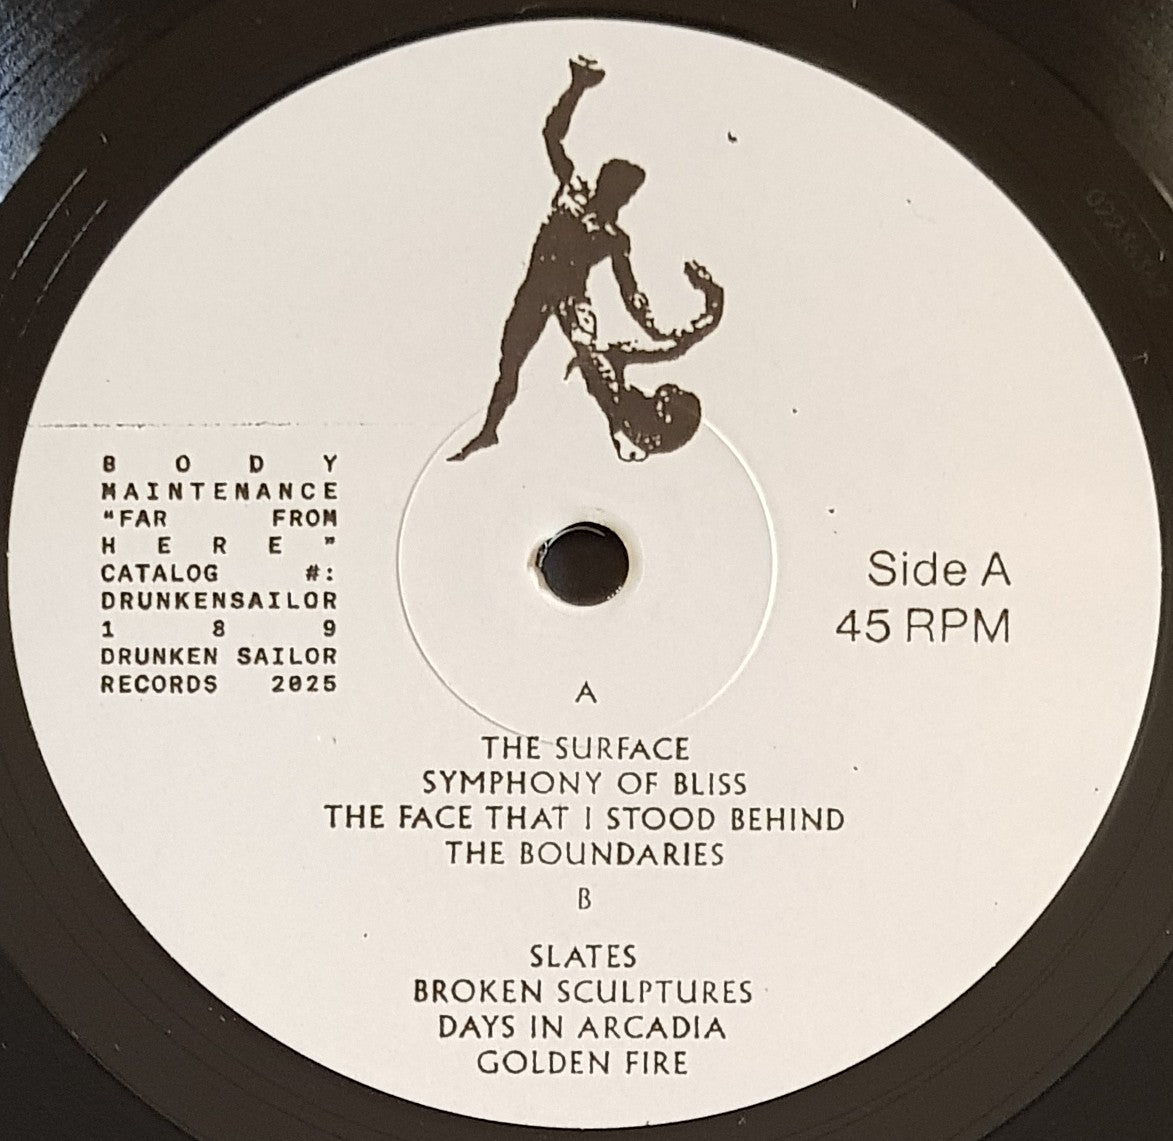 B O D Y
MAINTENANCE
"FAR FROM
H E R E "
CATALOG #:
DRUNKENSAILOR
1 8 9
DRUNKEN SAILOR
RECORDS 2025
Side A
45 RPM
A
THE SURFACE
SYMPHONY OF BLISS
THE FACE THAT I STOOD BEHIND
THE BOUNDARIES
B
SLATES
BROKEN SCULPTURES
DAYS IN ARCADIA
GOLDEN FIRE